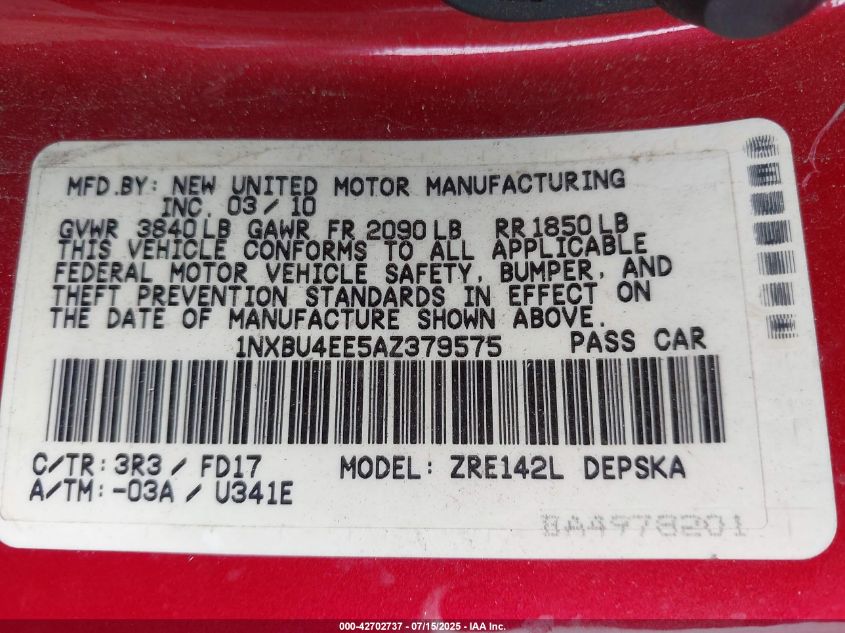 MFD.BY: NEW UNITED MOTOR MANUFACTURING
INC. 03/10
GVWR 3840LB GAWR FR 2090LB RR1850LB
THIS VEHICLE CONFORMS TO ALL APPLICABLE
FEDERAL MOTOR VEHICLE SAFETY, BUMPER, AND
THEFT PREVENTION STANDARDS IN EFFECT ON
THE DATE OF MANUFACTURE SHOWN ABOVE.
1NXBU4EE5AZ379575 PASS CAR
C/TR:3R3/FD17 MODEL: ZRE142L DEPSKA
A/TM:-03A/U341E
BA4978201
000-42702737 - 07/15/2025 - IAA Inc.